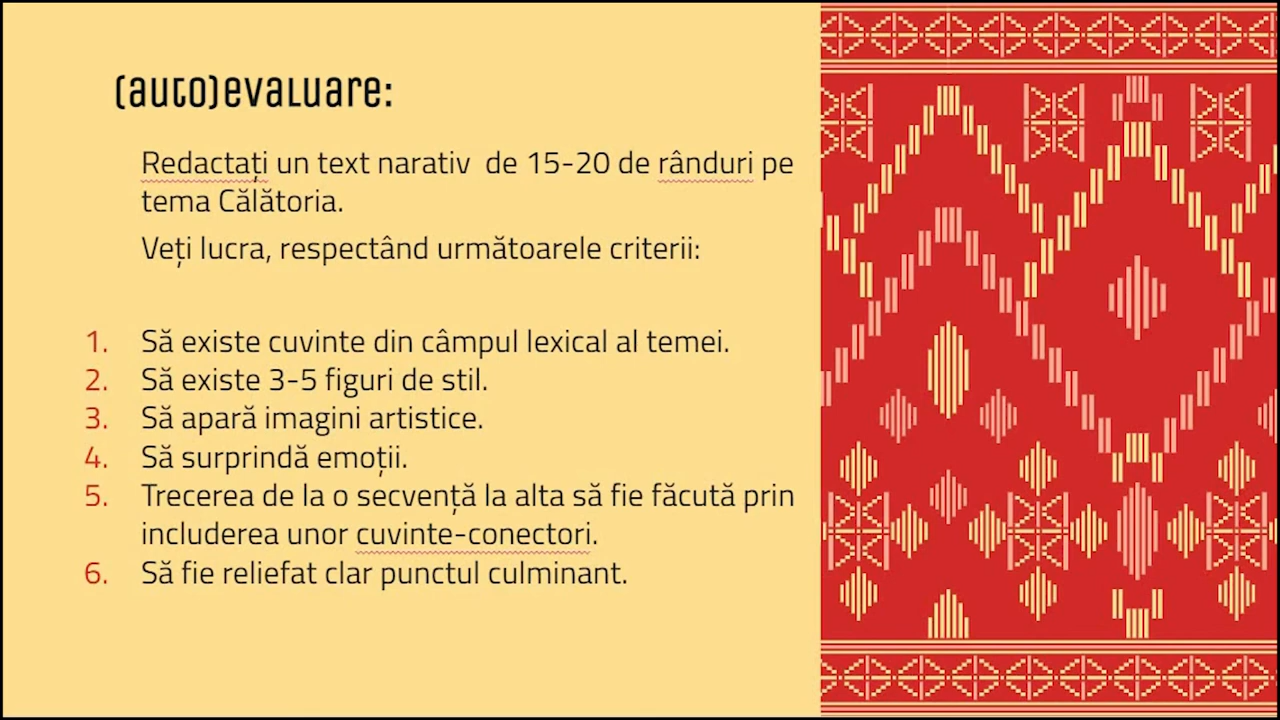 (auto)evaluare:
Redactați un text narativ de 15-20 de rânduri pe
tema Călătoria.
Veți lucra, respectând următoarele criterii:
1. Să existe cuvinte din câmpul lexical al temei.
2. Să existe 3-5 figuri de stil.
3. Să apară imagini artistice.
4. Să surprindă emoții.
5. Trecerea de la o secvență la alta să fie făcută prin
includerea unor cuvinte-conectori.
6. Să fie reliefat clar punctul culminant.